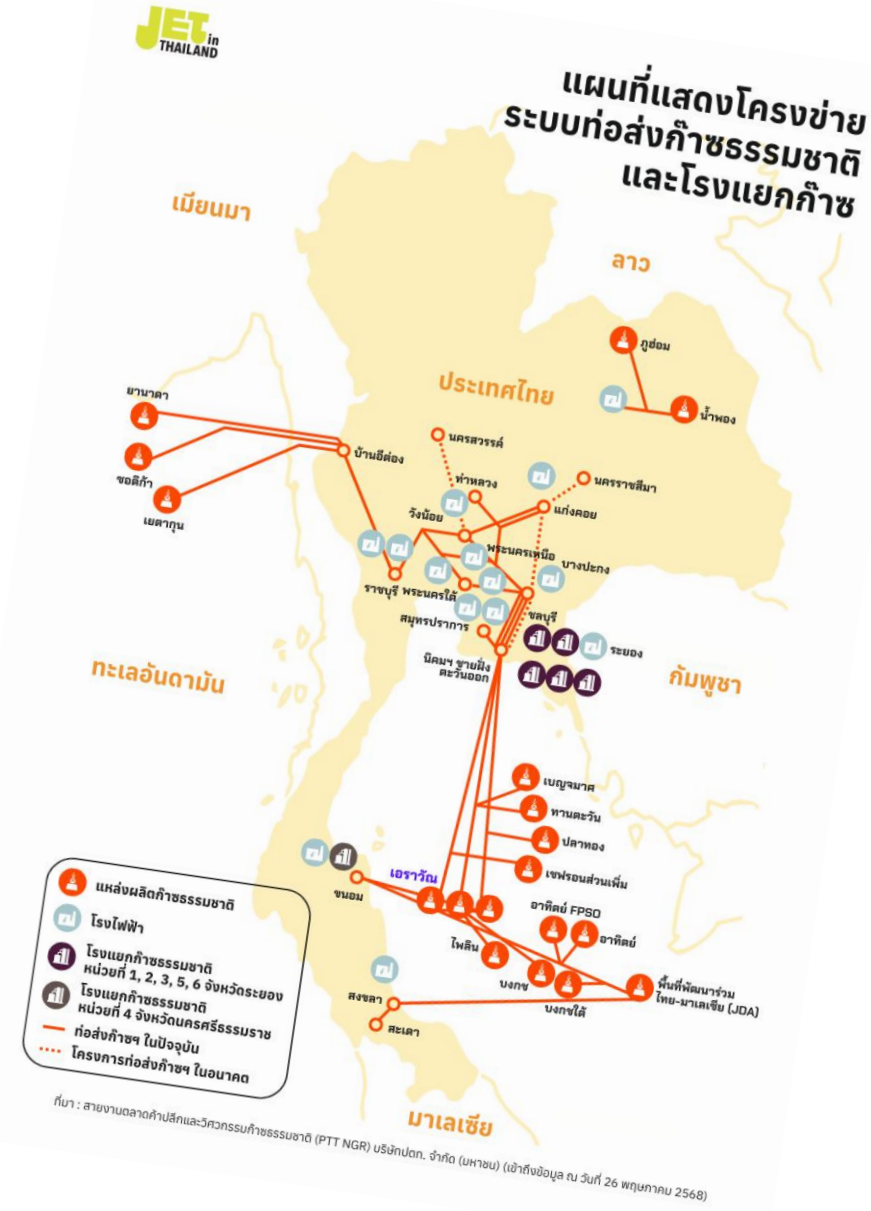 JET in
THAILAND
แผนที่แสดงโครงข่าย
ระบบท่อส่งก๊าซธรรมชาติ
และโรงแยกก๊าซ
เมียนมา
ลาว
ภูฮ่อม
น้ำพอง
ประเทศไทย
ยานาดา
ซอติก้า
เยตากุน
บ้านอีต่อง
นครสวรรค์
ท่าหลวง
นครราชสีมา
แก่งคอย
วังน้อย
พระนครเหนือ
บางปะกง
ราชบุรี
พระนครใต้
ชลบุรี
สมุทรปราการ
ระยอง
นิคมฯ ชายฝั่ง
ตะวันออก
ทะเลอันดามัน
กัมพูชา
เบญจมาศ
ทานตะวัน
ปลาทอง
เชฟรอนส่วนเพิ่ม
เอราวัณ
ขนอม
อาทิตย์ FPSO
อาทิตย์
ไพลิน
บงกช
บงกชใต้
พื้นที่พัฒนาร่วม
ไทย-มาเลเซีย (JDA)
สงขลา
สะเดา
มาเลเซีย
แหล่งผลิตก๊าซธรรมชาติ
โรงไฟฟ้า
โรงแยกก๊าซธรรมชาติ
หน่วยที่ 1, 2, 3, 5, 6 จังหวัดระยอง
โรงแยกก๊าซธรรมชาติ
หน่วยที่ 4 จังหวัดนครศรีธรรมราช
ท่อส่งก๊าซฯ ในปัจจุบัน
โครงการท่อส่งก๊าซฯ ในอนาคต
ที่มา : สายงานตลาดค้าปลีกและวิศวกรรมก๊าซธรรมชาติ (PTT NGR) บริษัทปตท. จำกัด (มหาชน) (เข้าถึงข้อมูล ณ วันที่ 26 พฤษภาคม 2568)